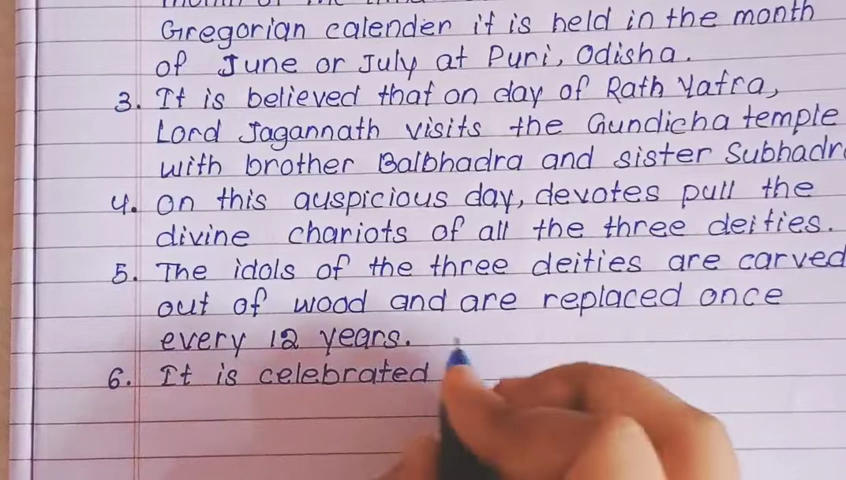 Gregorian calender it is held in the month
of June or July at Puri, Odisha.
3. It is believed that on day of Rath Yatra,
Lord Jagannath visits the Gundicha temple
with brother Balbhadra and sister Subhadr
4. On this auspicious day, devotes pull the
divine chariots of all the three deities.
5. The idols of the three deities are carved
out of wood and are replaced once
every 12 years.
6. It is celebrated